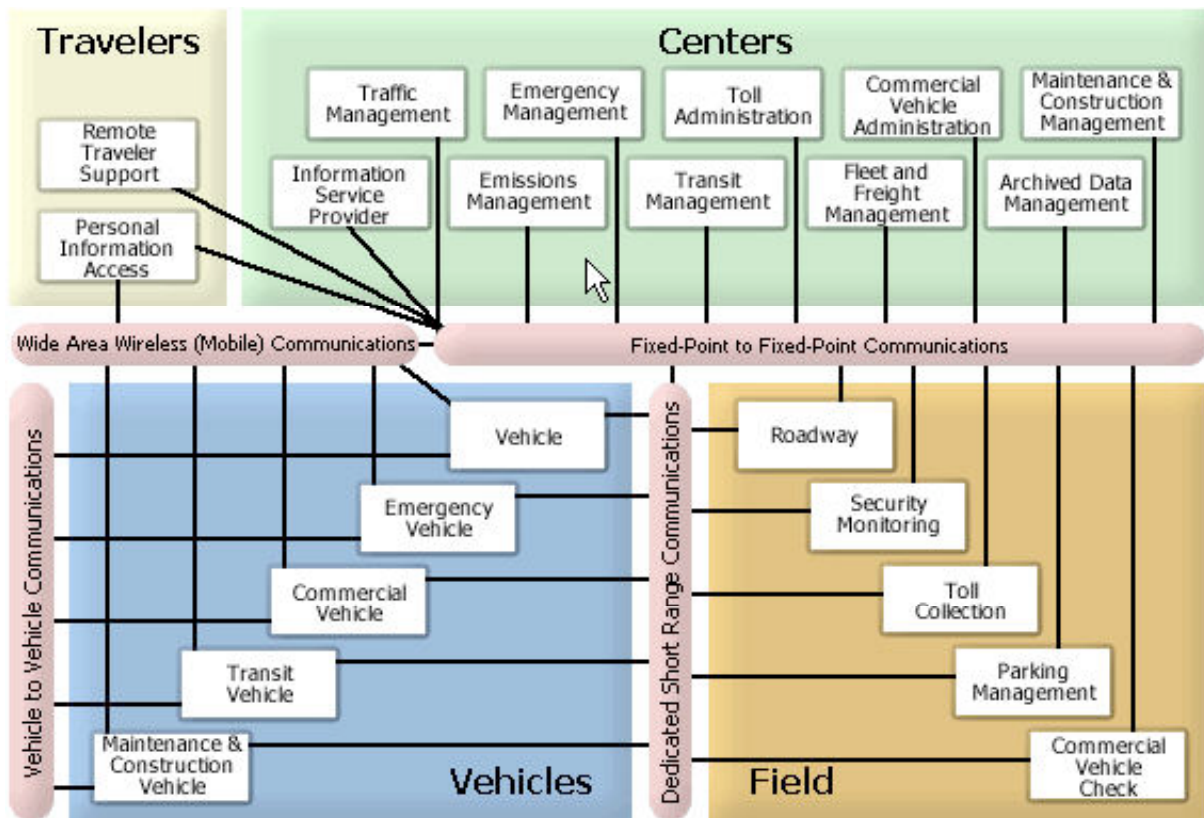 Travelers
Centers
Traffic
Management
Emergency
Management
Toll
Administration
Commercial
Vehicle
Administration
Maintenance &
Construction
Management
Remote
Traveler
Support
Information
Service
Provider
Emissions
Management
Transit
Management
Fleet and
Freight
Management
Archived Data
Management
Personal
Information
Access
Wide Area Wireless (Mobile) Communications
Fixed-Point to Fixed-Point Communications
Vehicle to Vehicle Communications
Vehicle
Emergency
Vehicle
Commercial
Vehicle
Transit
Vehicle
Maintenance &
Construction
Vehicle
Vehicles
Dedicated Short Range Communications
Roadway
Security
Monitoring
Toll
Collection
Parking
Management
Commercial
Vehicle
Check
Field